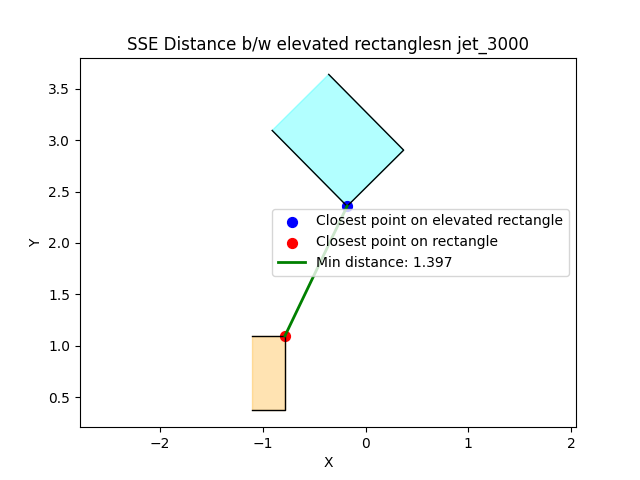 SSE Distance b/w elevated rectanglesn jet_3000
3.5
3.0
2.5
2.0
1.5
1.0
0.5
Y
Closest point on elevated rectangle
Closest point on rectangle
Min distance: 1.397
−2
−1
0
1
2
X